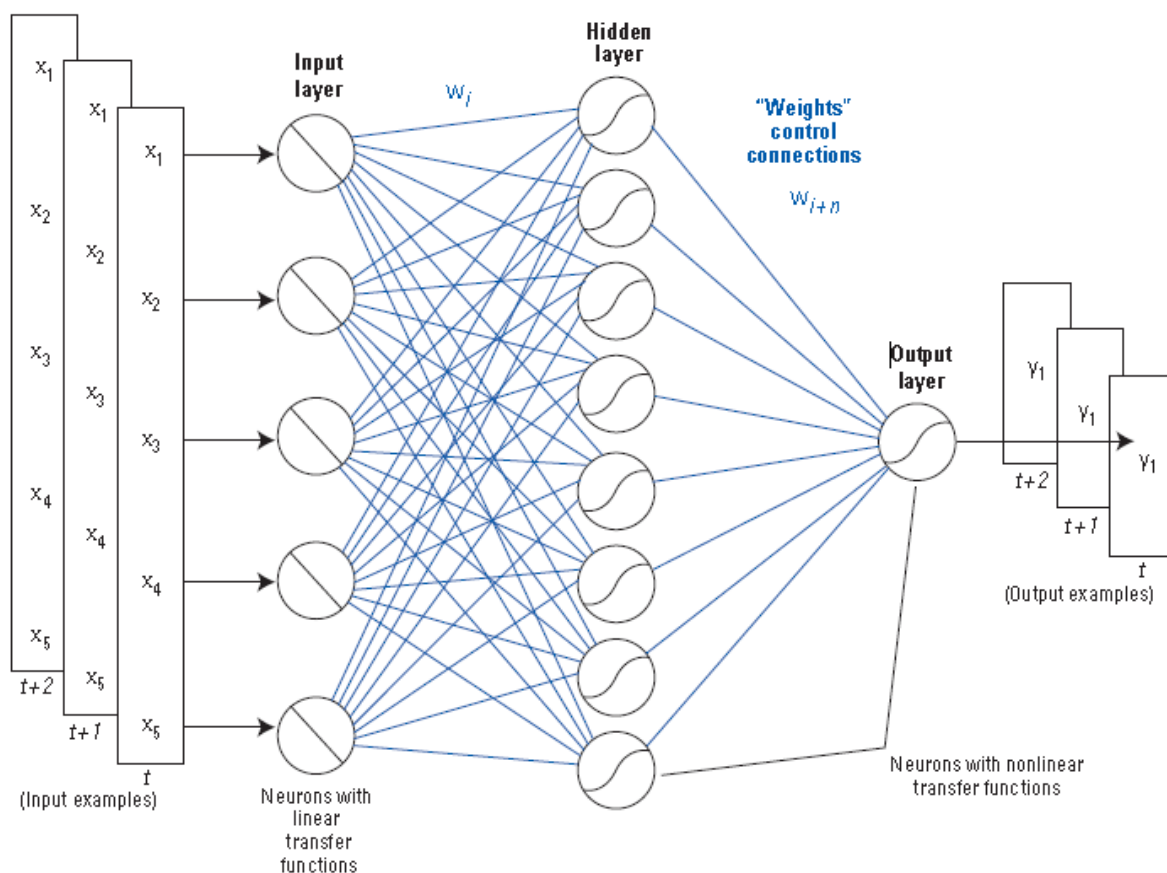 x1
x2
x3
x4
x5
t+2
x1
x2
x3
x4
x5
t+1
x1
x2
x3
x4
x5
t
(Input examples)
Input
layer
Neurons with
linear
transfer
functions
wi
Hidden
layer
“Weights”
control
connections
wi+n
Output
layer
Neurons with nonlinear
transfer functions
y1
t+2
y1
t+1
y1
t
(Output examples)